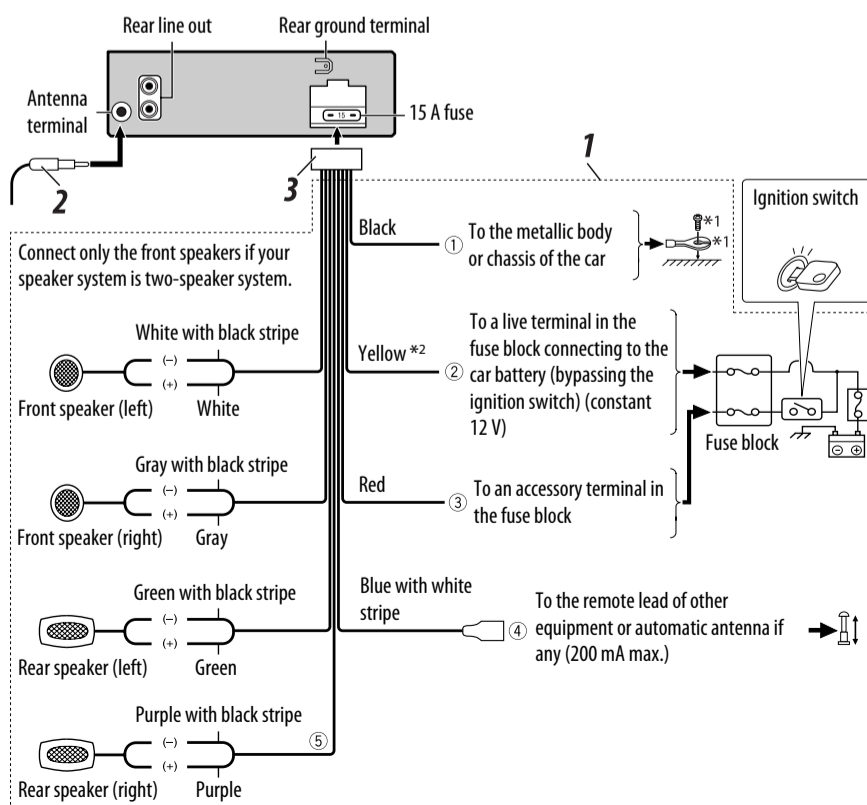 Rear line out
Rear ground terminal
Antenna
terminal
15
15 A fuse
2
3
1
Ignition switch
Black
①
To the metallic body
or chassis of the car
*1
*1
Connect only the front speakers if your
speaker system is two-speaker system.
White with black stripe
(–)
(+)
Front speaker (left)
White
Yellow *2
②
To a live terminal in the
fuse block connecting to the
car battery (bypassing the
ignition switch) (constant
12 V)
Fuse block
Gray with black stripe
(–)
(+)
Front speaker (right)
Gray
Red
③
To an accessory terminal in
the fuse block
Green with black stripe
(–)
(+)
Rear speaker (left)
Green
Blue with white
stripe
④
To the remote lead of other
equipment or automatic antenna if
any (200 mA max.)
Purple with black stripe
(–)
(+)
⑤
Rear speaker (right)
Purple